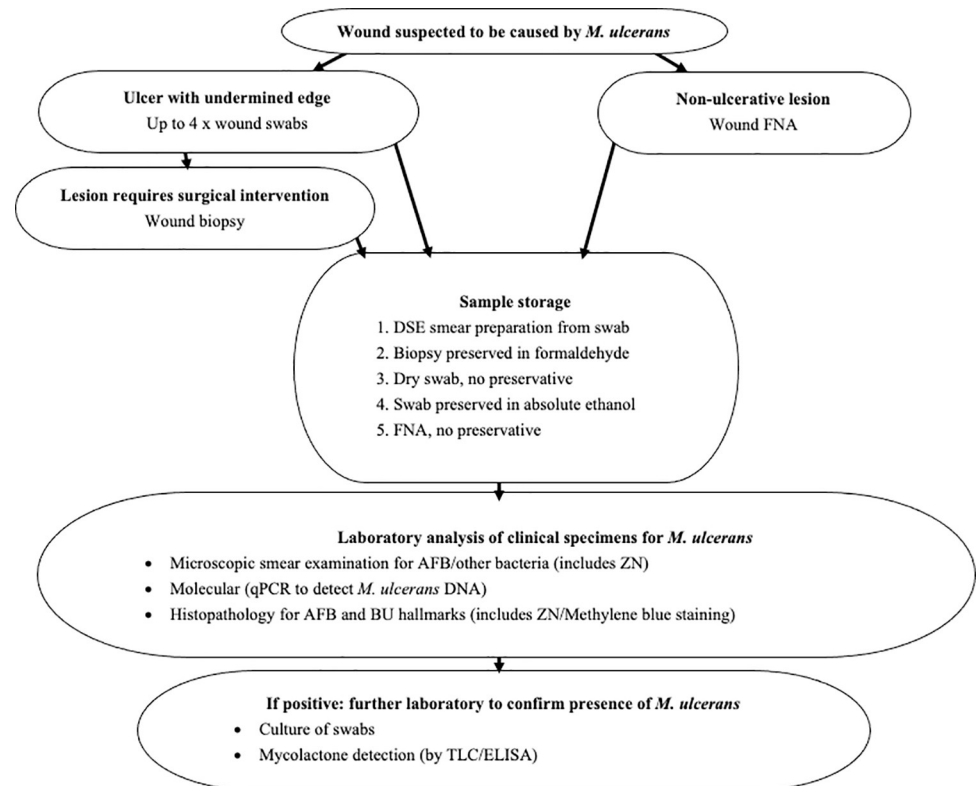 Wound suspected to be caused by M. ulcerans
Ulcer with undermined edge
Up to 4 x wound swabs
Non-ulcerative lesion
Wound FNA
Lesion requires surgical intervention
Wound biopsy
Sample storage
1. DSE smear preparation from swab
2. Biopsy preserved in formaldehyde
3. Dry swab, no preservative
4. Swab preserved in absolute ethanol
5. FNA, no preservative
Laboratory analysis of clinical specimens for M. ulcerans
• Microscopic smear examination for AFB/other bacteria (includes ZN)
• Molecular (qPCR to detect M. ulcerans DNA)
• Histopathology for AFB and BU hallmarks (includes ZN/Methylene blue staining)
If positive: further laboratory to confirm presence of M. ulcerans
• Culture of swabs
• Mycolactone detection (by TLC/ELISA)